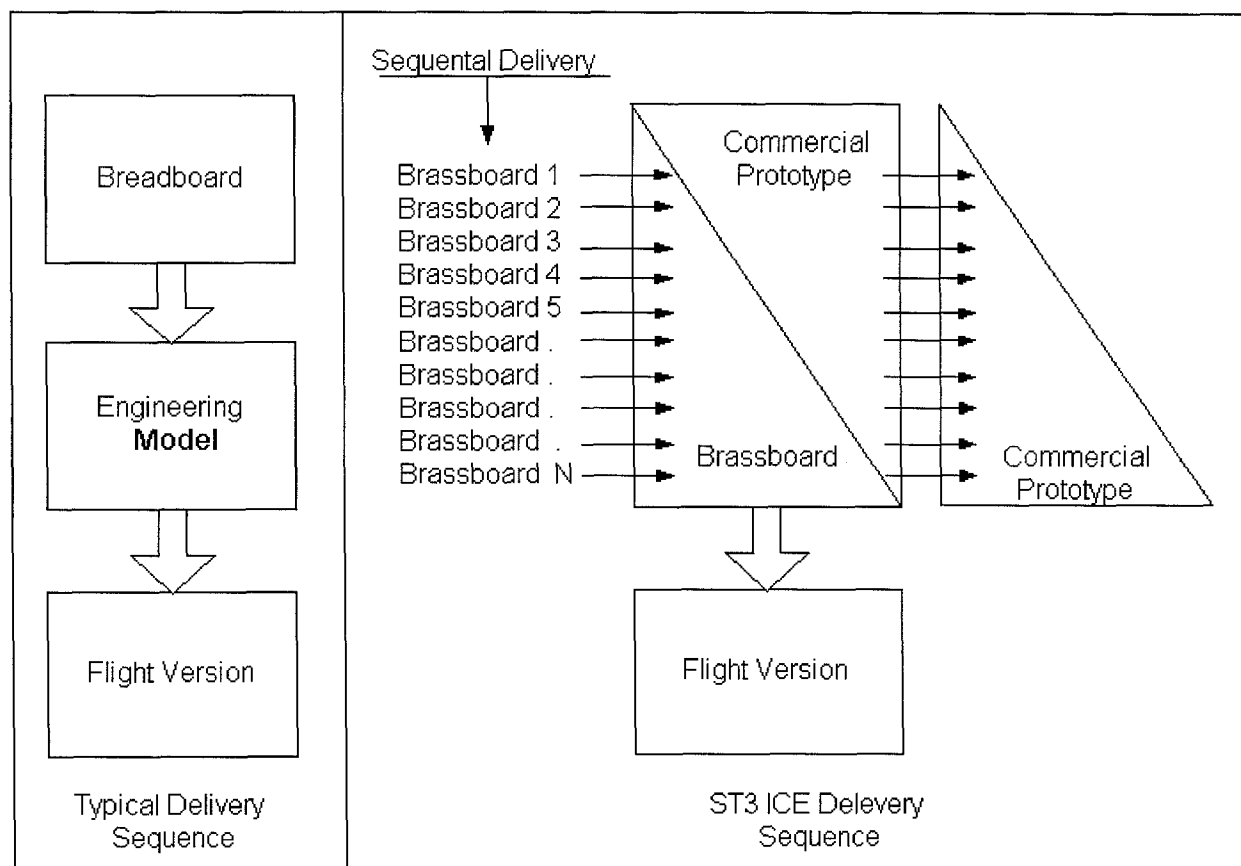 Breadboard
Engineering
Model
Flight Version
Typical Delivery
Sequence
Sequental Delivery
Brassboard 1
Brassboard 2
Brassboard 3
Brassboard 4
Brassboard 5
Brassboard .
Brassboard .
Brassboard .
Brassboard .
Brassboard N
Commercial
Prototype
Brassboard
Commercial
Prototype
Flight Version
ST3 ICE Delevery
Sequence